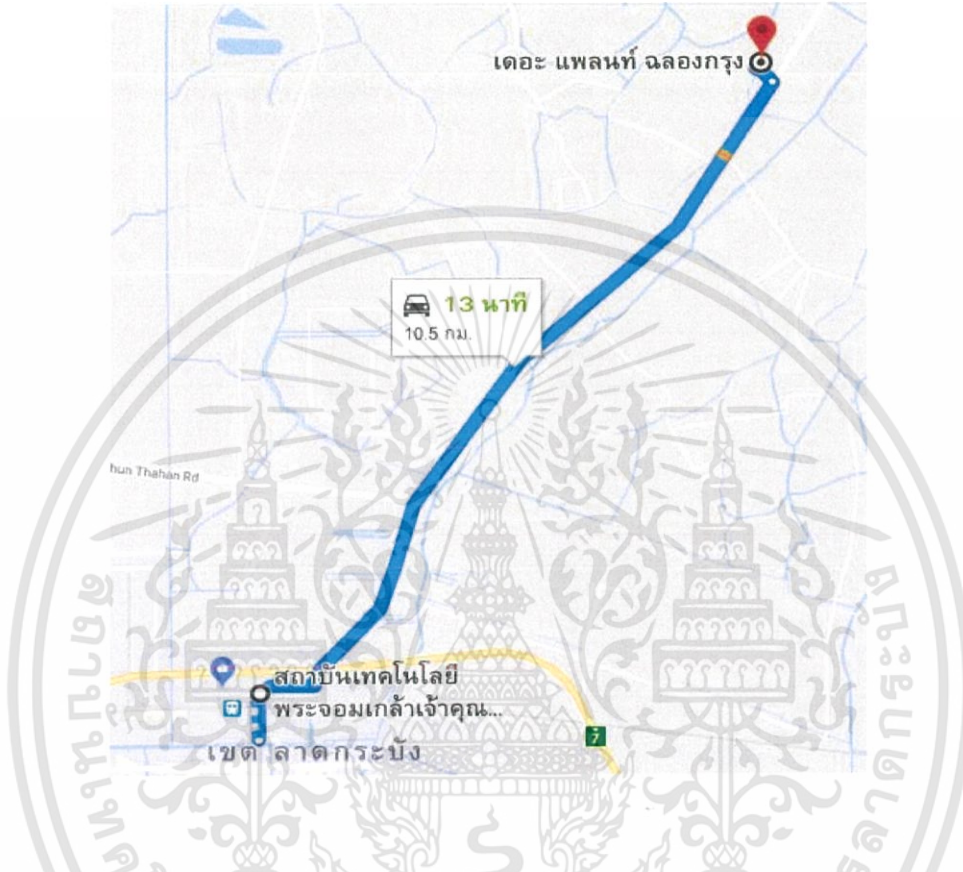 เดอะ แพลนท์ ฉลองกรุง
13 นาที
10.5 กม.
hun Thahan Rd
สถาบันเทคโนโลยี
พระจอมเกล้าเจ้าคุณ...
เขต ลาดกระบัง
7